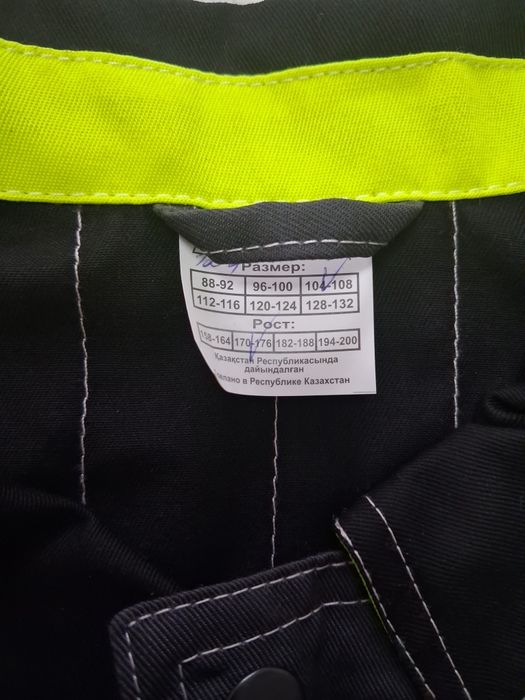 Размер:
88-92 96-100 104-108
112-116 120-124 128-132
Рост:
158-164 170-176 182-188 194-200
Қазақстан Республикасында
дайындалған
Сделано в Республике Казахстан